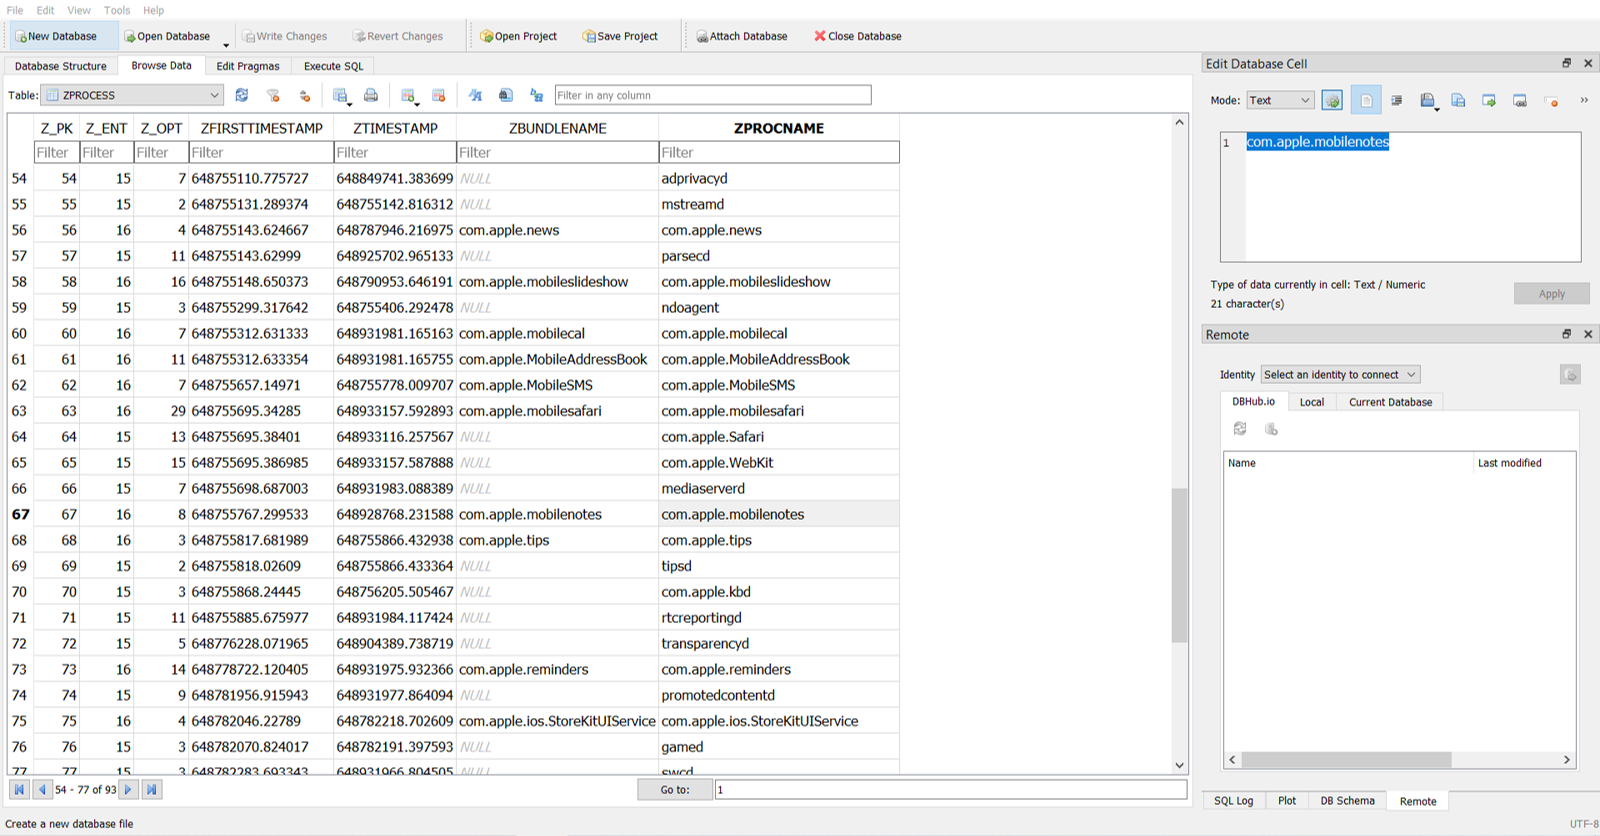 File Edit View Tools Help
New Database Open Database Write Changes Revert Changes Open Project Save Project Attach Database Close Database
Database Structure Browse Data Edit Pragmas Execute SQL
Table: ZPROCESS Filter in any column
Z_PK Z_ENT Z_OPT ZFIRSTTIMESTAMP ZTIMESTAMP ZBUNDLENAME ZPROCNAME
Filter Filter Filter Filter Filter Filter Filter
54 54 15 7 648755110.775727 648849741.383699 NULL adprivacyd
55 55 15 2 648755131.289374 648755142.816312 NULL mstreamd
56 56 16 4 648755143.624667 648787946.216975 com.apple.news com.apple.news
57 57 15 11 648755143.62999 648925702.965133 NULL parsecd
58 58 16 16 648755148.650373 648790953.646191 com.apple.mobileslideshow com.apple.mobileslideshow
59 59 15 3 648755299.317642 648755406.292478 NULL ndoagent
60 60 16 7 648755312.631333 648931981.165163 com.apple.mobilecal com.apple.mobilecal
61 61 16 11 648755312.633354 648931981.165755 com.apple.MobileAddressBook com.apple.MobileAddressBook
62 62 16 7 648755657.14971 648755778.009707 com.apple.MobileSMS com.apple.MobileSMS
63 63 16 29 648755695.34285 648933157.592893 com.apple.mobilesafari com.apple.mobilesafari
64 64 15 13 648755695.38401 648933116.257567 NULL com.apple.Safari
65 65 15 15 648755695.386985 648933157.587888 NULL com.apple.WebKit
66 66 15 7 648755698.687003 648931983.088389 NULL mediaserverd
67 67 16 8 648755767.299533 648928768.231588 com.apple.mobilenotes com.apple.mobilenotes
68 68 16 3 648755817.681989 648755866.432938 com.apple.tips com.apple.tips
69 69 15 2 648755818.02609 648755866.433364 NULL tipsd
70 70 15 3 648755868.24445 648756205.505467 NULL com.apple.kbd
71 71 15 11 648755885.675977 648931984.117424 NULL rtcreportingd
72 72 15 5 648776228.071965 648904389.738719 NULL transparencyd
73 73 16 14 648778722.120405 648931975.932366 com.apple.reminders com.apple.reminders
74 74 15 9 648781956.915943 648931977.864094 NULL promotedcontentd
75 75 16 4 648782046.22789 648782218.702609 com.apple.ios.StoreKitUIService com.apple.ios.StoreKitUIService
76 76 15 3 648782070.824017 648782191.397593 NULL gamed
77 77 15 3 648782283.693343 648931966.804505 NULL swcd
54 - 77 of 93 Go to: 1
Create a new database file
Edit Database Cell
Mode: Text
1 com.apple.mobilenotes
Type of data currently in cell: Text / Numeric
21 character(s)
Apply
Remote
Identity Select an identity to connect
DBHub.io Local Current Database
Name Last modified
SQL Log Plot DB Schema Remote
UTF-8